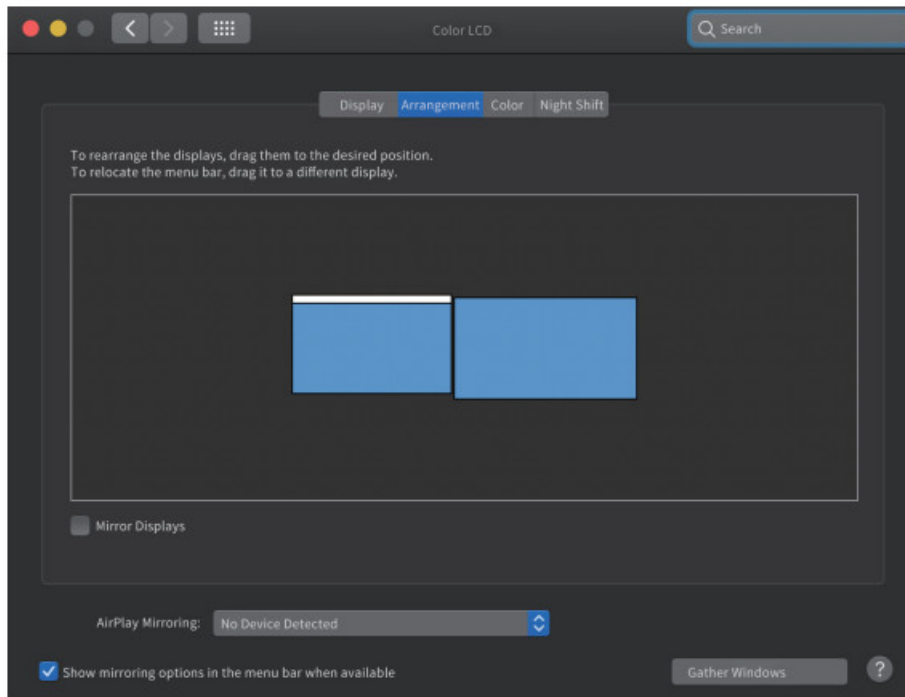 Color LCD
Search
Display Arrangement Color Night Shift
To rearrange the displays, drag them to the desired position.
To relocate the menu bar, drag it to a different display.
Mirror Displays
AirPlay Mirroring: No Device Detected
Show mirroring options in the menu bar when available
Gather Windows ?